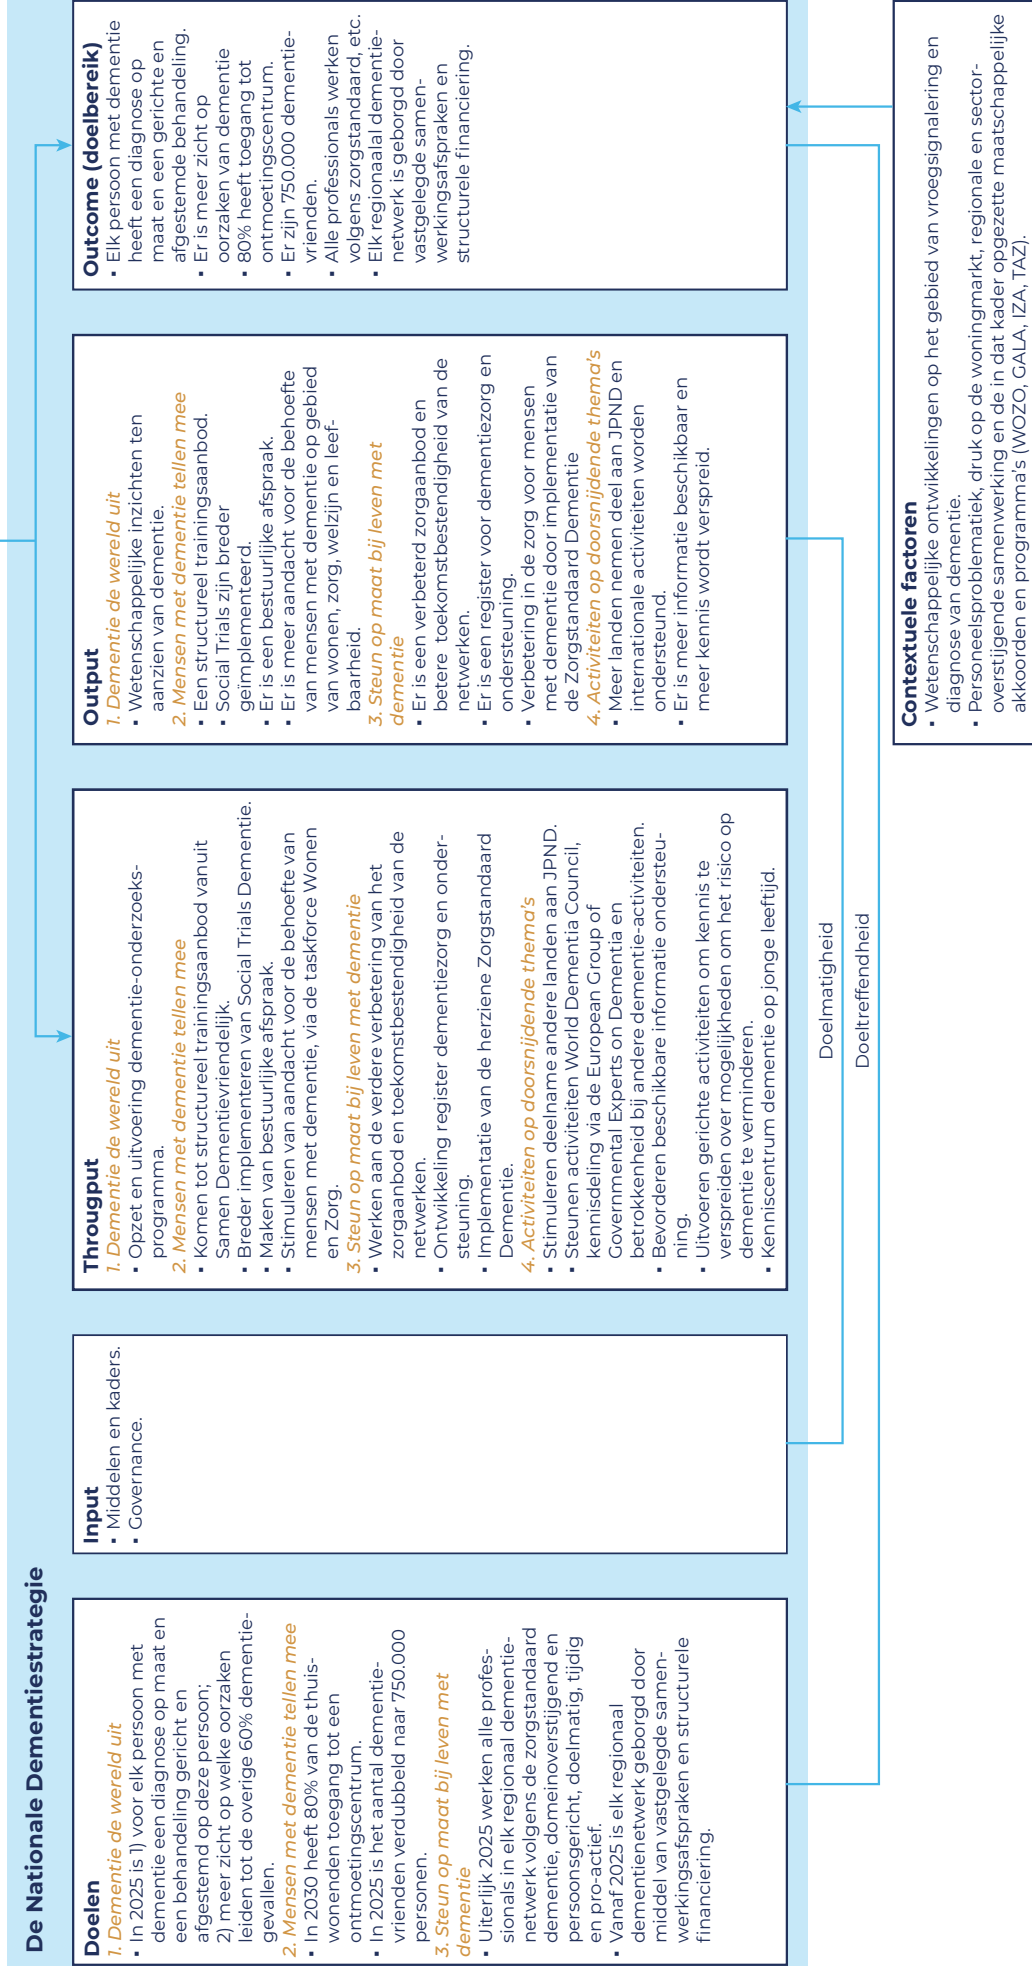 De Nationale Dementiestrategie
Doelen
1. Dementie de wereld uit
▪ In 2025 is 1) voor elk persoon met
dementie een diagnose op maat en
een behandeling gericht en
afgestemd op deze persoon;
2) meer zicht op welke oorzaken
leiden tot de overige 60% dementie-
gevallen.
2. Mensen met dementie tellen mee
▪ In 2030 heeft 80% van de thuis-
wonenden toegang tot een
ontmoetingscentrum.
▪ In 2025 is het aantal dementie-
vrienden verdubbeld naar 750.000
personen.
3. Steun op maat bij leven met
dementie
▪ Uiterlijk 2025 werken alle profes-
sionals in elk regionaal dementie-
netwerk volgens de zorgstandaard
dementie, domeinoverstijgend en
persoonsgericht, doelmatig, tijdig
en pro-actief.
▪ Vanaf 2025 is elk regionaal
dementienetwerk geborgd door
middel van vastgelegde samen-
werkingsafspraken en structurele
financiering.
Input
▪ Middelen en kaders.
▪ Governance.
Througput
1. Dementie de wereld uit
▪ Opzet en uitvoering dementie-onderzoeks-
programma.
2. Mensen met dementie tellen mee
▪ Komen tot structureel trainingsaanbod vanuit
Samen Dementievriendelijk.
▪ Breder implementeren van Social Trials Dementie.
▪ Maken van bestuurlijke afspraak.
▪ Stimuleren van aandacht voor de behoefte van
mensen met dementie, via de taskforce Wonen
en Zorg.
3. Steun op maat bij leven met dementie
▪ Werken aan de verdere verbetering van het
zorgaanbod en toekomstbestendigheid van de
netwerken.
▪ Ontwikkeling register dementiezorg en onder-
steuning.
▪ Implementatie van de herziene Zorgstandaard
Dementie.
4. Activiteiten op doorsnijdende thema's
▪ Stimuleren deelname andere landen aan JPND.
▪ Steunen activiteiten World Dementia Council,
kennisdeling via de European Group of
Governmental Experts on Dementia en
betrokkenheid bij andere dementie-activiteiten.
▪ Bevorderen beschikbare informatie ondersteu-
ning.
▪ Uitvoeren gerichte activiteiten om kennis te
verspreiden over mogelijkheden om het risico op
dementie te verminderen.
▪ Kenniscentrum dementie op jonge leeftijd.
Output
1. Dementie de wereld uit
▪ Wetenschappelijke inzichten ten
aanzien van dementie.
2. Mensen met dementie tellen mee
▪ Een structureel trainingsaanbod.
▪ Social Trials zijn breder
geïmplementeerd.
▪ Er is een bestuurlijke afspraak.
▪ Er is meer aandacht voor de behoefte
van mensen met dementie op gebied
van wonen, zorg, welzijn en leef-
baarheid.
3. Steun op maat bij leven met
dementie
▪ Er is een verbeterd zorgaanbod en
betere toekomstbestendigheid van de
netwerken.
▪ Er is een register voor dementiezorg en
ondersteuning.
▪ Verbetering in de zorg voor mensen
met dementie door implementatie van
de Zorgstandaard Dementie
4. Activiteiten op doorsnijdende thema's
▪ Meer landen nemen deel aan JPND en
internationale activiteiten worden
ondersteund.
▪ Er is meer informatie beschikbaar en
meer kennis wordt verspreid.
Outcome (doelbereik)
▪ Elk persoon met dementie
heeft een diagnose op
maat en een gerichte en
afgestemde behandeling.
▪ Er is meer zicht op
oorzaken van dementie
▪ 80% heeft toegang tot
ontmoetingscentrum.
▪ Er zijn 750.000 dementie-
vrienden.
▪ Alle professionals werken
volgens zorgstandaard, etc.
▪ Elk regionaal dementie-
netwerk is geborgd door
vastgelegde samen-
werkingsafspraken en
structurele financiering.
Doelmatigheid
Doeltreffendheid
Contextuele factoren
▪ Wetenschappelijke ontwikkelingen op het gebied van vroegsignalering en
diagnose van dementie.
▪ Personeelsproblematiek, druk op de woningmarkt, regionale en sector-
overstijgende samenwerking en de in dat kader opgezette maatschappelijke
akkoorden en programma's (WOZO, GALA, IZA, TAZ).